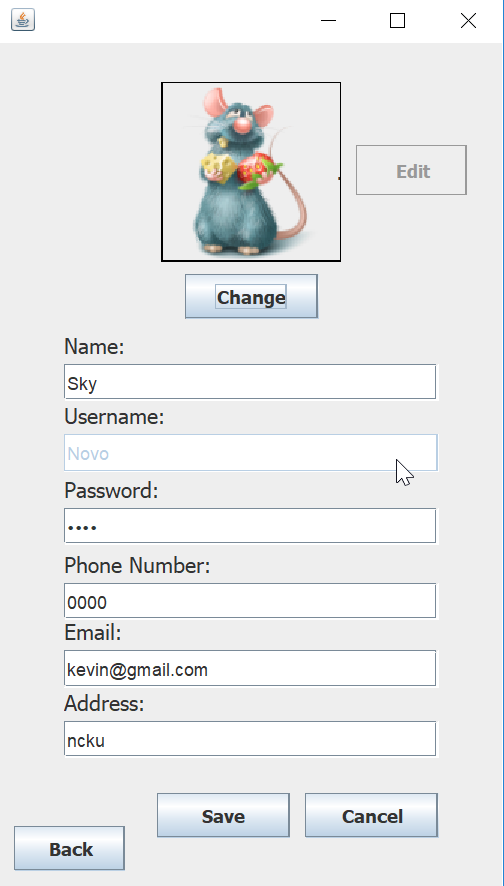 Edit
Change
Name:
Sky
Username:
Novo
Password:
••••
Phone Number:
0000
Email:
kevin@gmail.com
Address:
ncku
Save
Cancel
Back